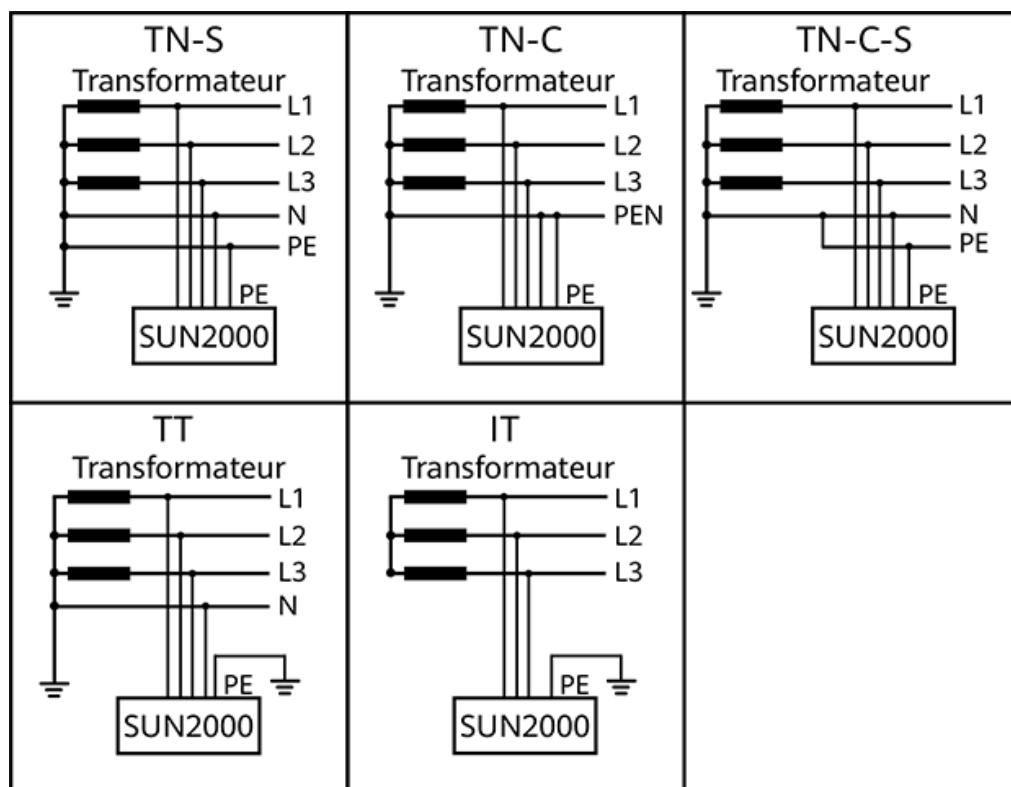 TN-S
Transformateur
L1
L2
L3
N
PE
PE
SUN2000
TN-C
Transformateur
L1
L2
L3
PEN
PE
SUN2000
TN-C-S
Transformateur
L1
L2
L3
N
PE
PE
SUN2000
TT
Transformateur
L1
L2
L3
N
PE
SUN2000
IT
Transformateur
L1
L2
L3
PE
SUN2000